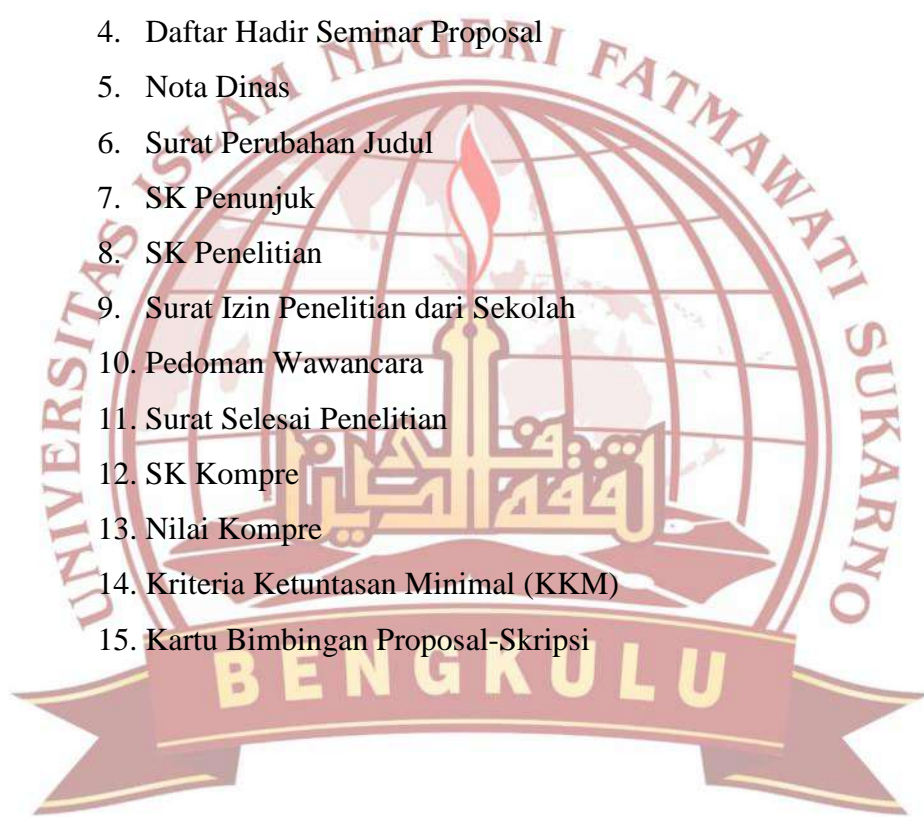 4. Daftar Hadir Seminar Proposal
5. Nota Dinas
6. Surat Perubahan Judul
7. SK Penunjuk
8. SK Penelitian
9. Surat Izin Penelitian dari Sekolah
10. Pedoman Wawancara
11. Surat Selesai Penelitian
12. SK Kompre
13. Nilai Kompre
14. Kriteria Ketuntasan Minimal (KKM)
15. Kartu Bimbingan Proposal-Skripsi
UNIVERSITAS ISLAM NEGERI FATMAWATI SUKARNO
BENGKULU